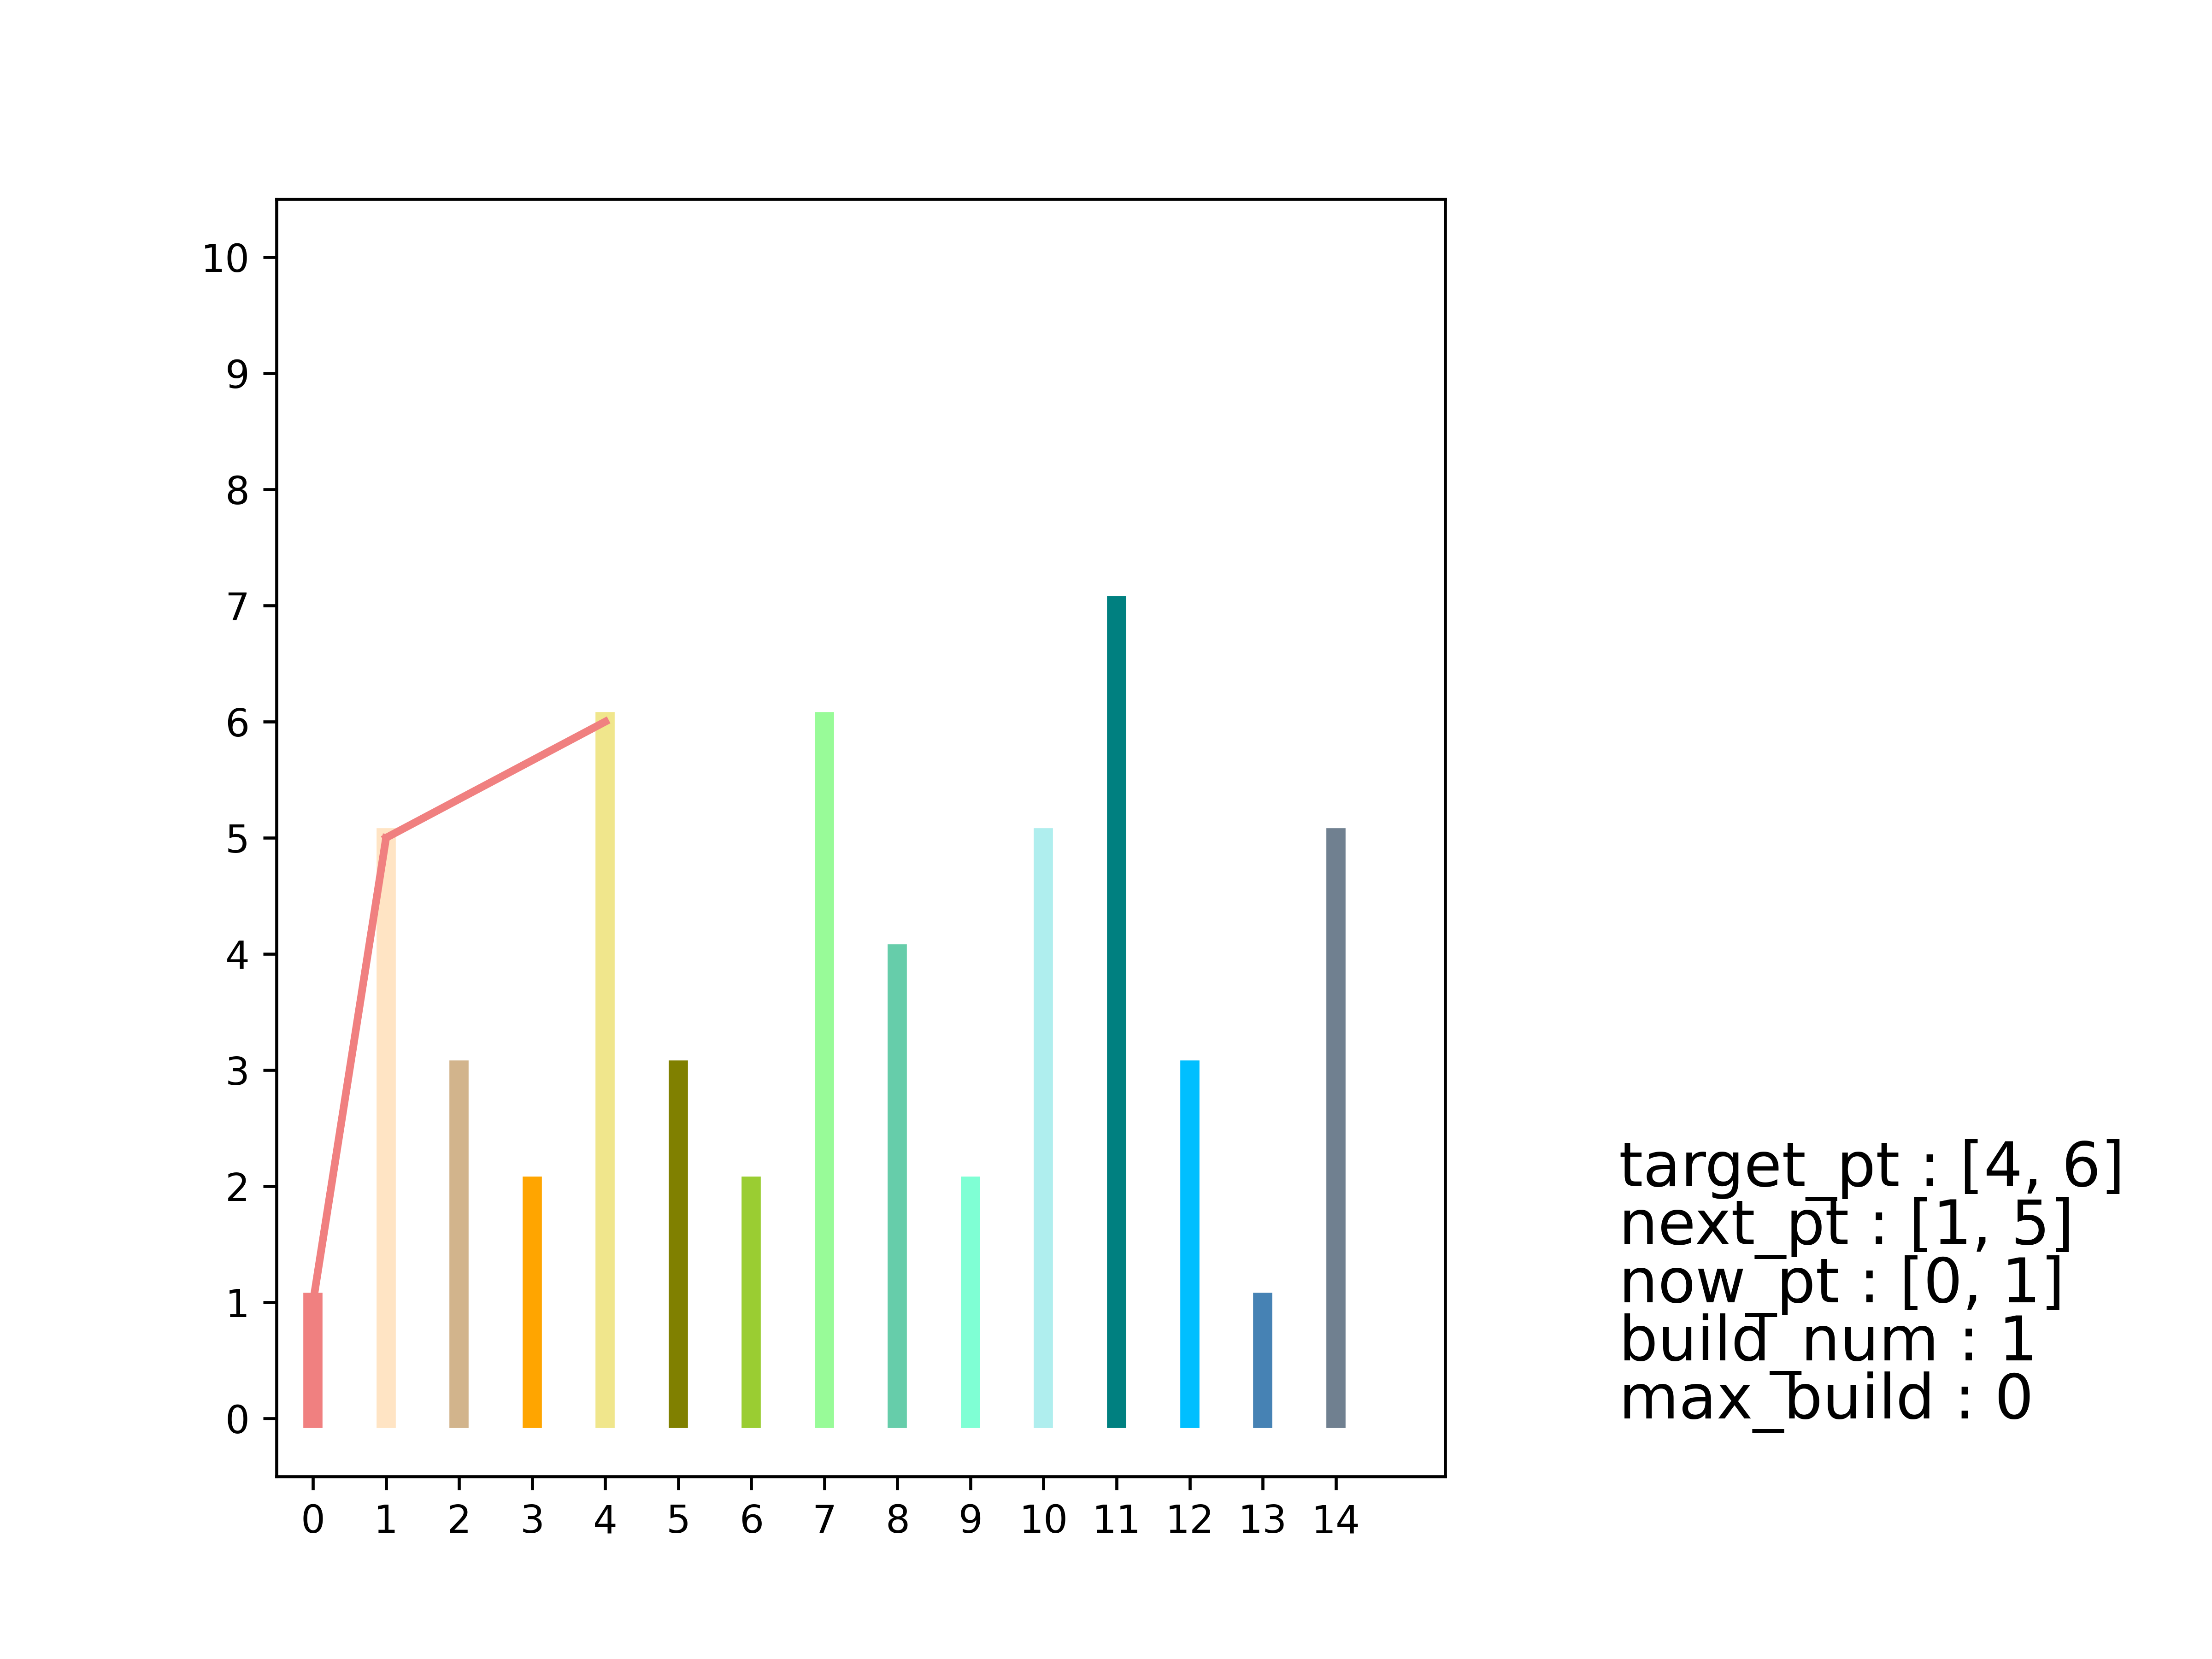 10
9
8
7
6
5
4
3
2
1
0
0 1 2 3 4 5 6 7 8 9 10 11 12 13 14
target_pt : [4, 6]
next_pt : [1, 5]
now_pt : [0, 1]
build_num : 1
max_build : 0